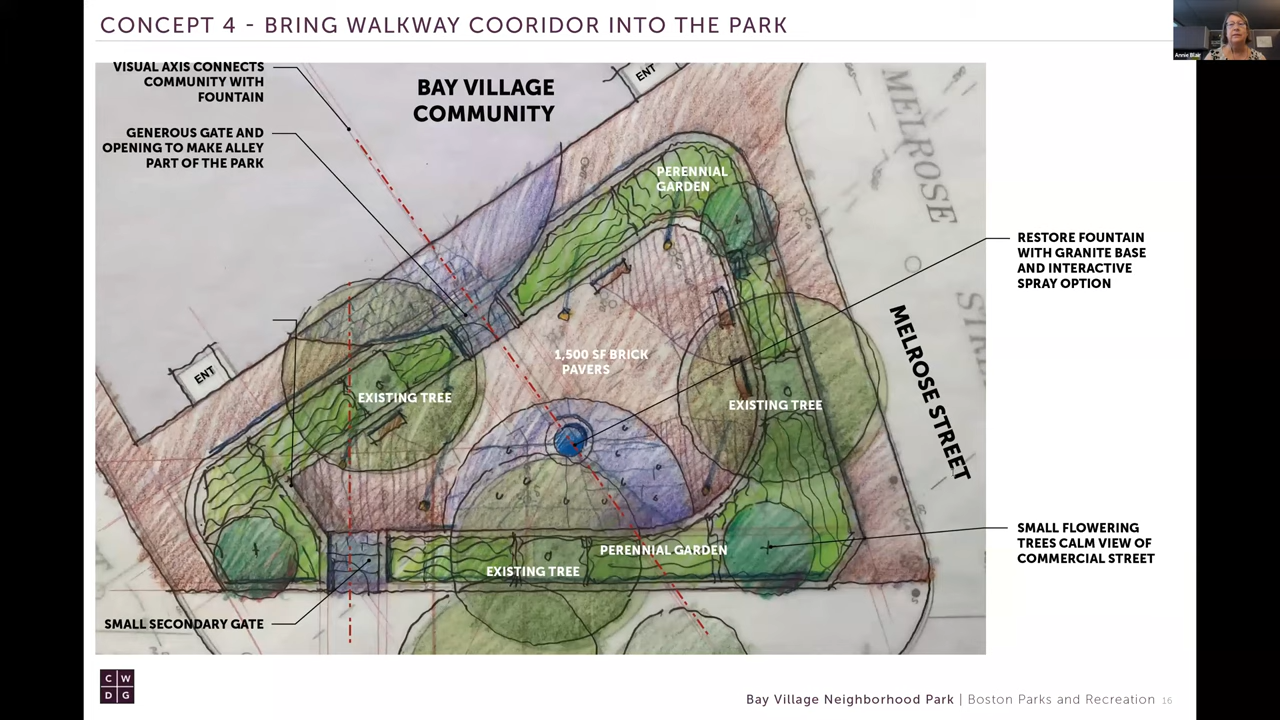 CONCEPT 4 - BRING WALKWAY COORIDOR INTO THE PARK
Annie Blair
VISUAL AXIS CONNECTS
COMMUNITY WITH
FOUNTAIN
BAY VILLAGE
COMMUNITY
ENT
GENEROUS GATE AND
OPENING TO MAKE ALLEY
PART OF THE PARK
MELROSE
PERENNIAL
GARDEN
RESTORE FOUNTAIN
WITH GRANITE BASE
AND INTERACTIVE
SPRAY OPTION
MELROSE STREET
1,500 SF BRICK
PAVERS
ENT
EXISTING TREE
EXISTING TREE
SMALL FLOWERING
TREES CALM VIEW OF
COMMERCIAL STREET
PERENNIAL GARDEN
EXISTING TREE
SMALL SECONDARY GATE
C W
D G
Bay Village Neighborhood Park | Boston Parks and Recreation 16